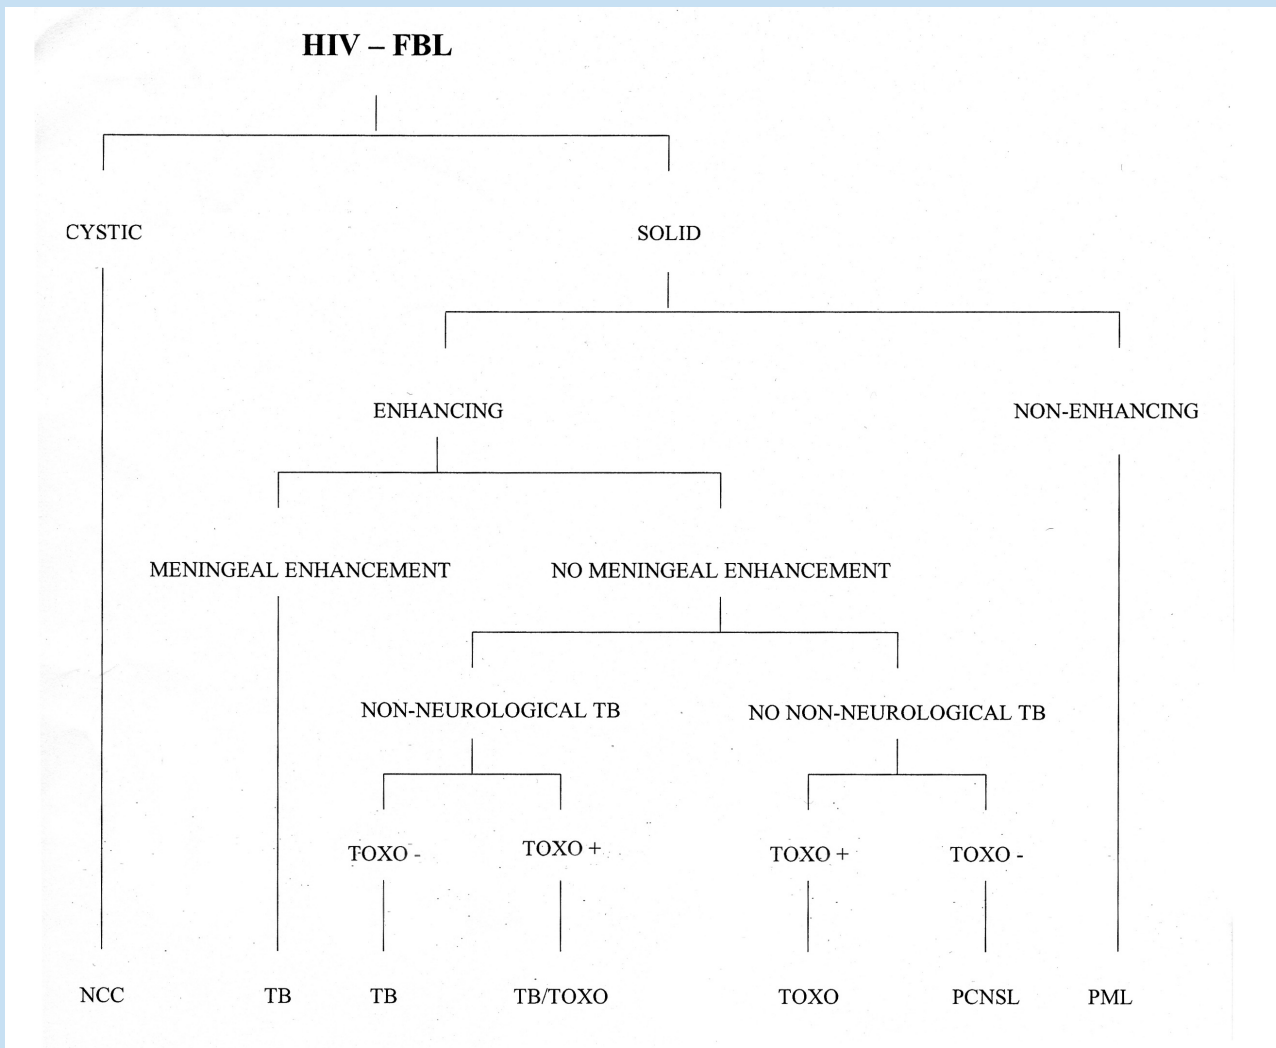 HIV – FBL
CYSTIC
SOLID
ENHANCING
NON-ENHANCING
MENINGEAL ENHANCEMENT
NO MENINGEAL ENHANCEMENT
NON-NEUROLOGICAL TB
NO NON-NEUROLOGICAL TB
TOXO -
TOXO +
TOXO +
TOXO -
NCC
TB
TB
TB/TOXO
TOXO
PCNSL
PML